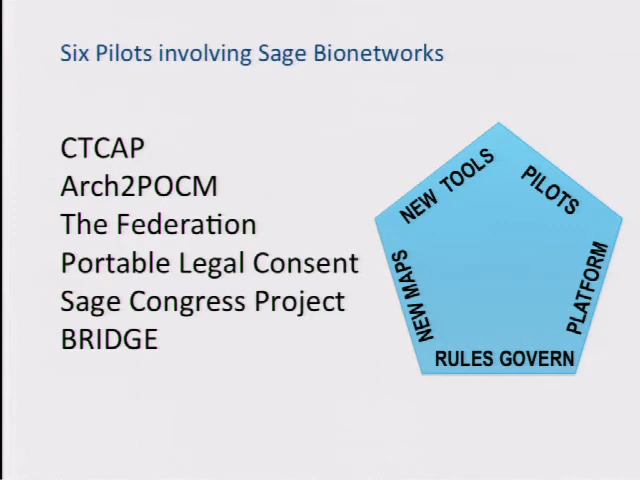 Six Pilots involving Sage Bionetworks
CTCAP
Arch2POCM
The Federation
Portable Legal Consent
Sage Congress Project
BRIDGE
NEW TOOLS
PILOTS
NEW MAPS
PLATFORM
RULES GOVERN